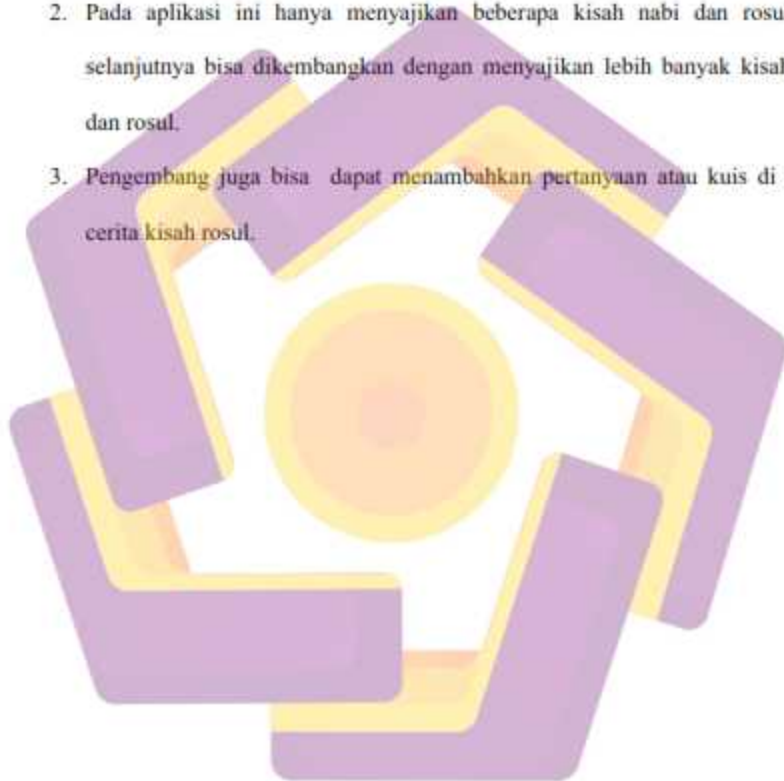 2. Pada aplikasi ini hanya menyajikan beberapa kisah nabi dan rosu
selanjutnya bisa dikembangkan dengan menyajikan lebih banyak kisah
dan rosul.
3. Pengembang juga bisa dapat menambahkan pertanyaan atau kuis di
cerita kisah rosul.